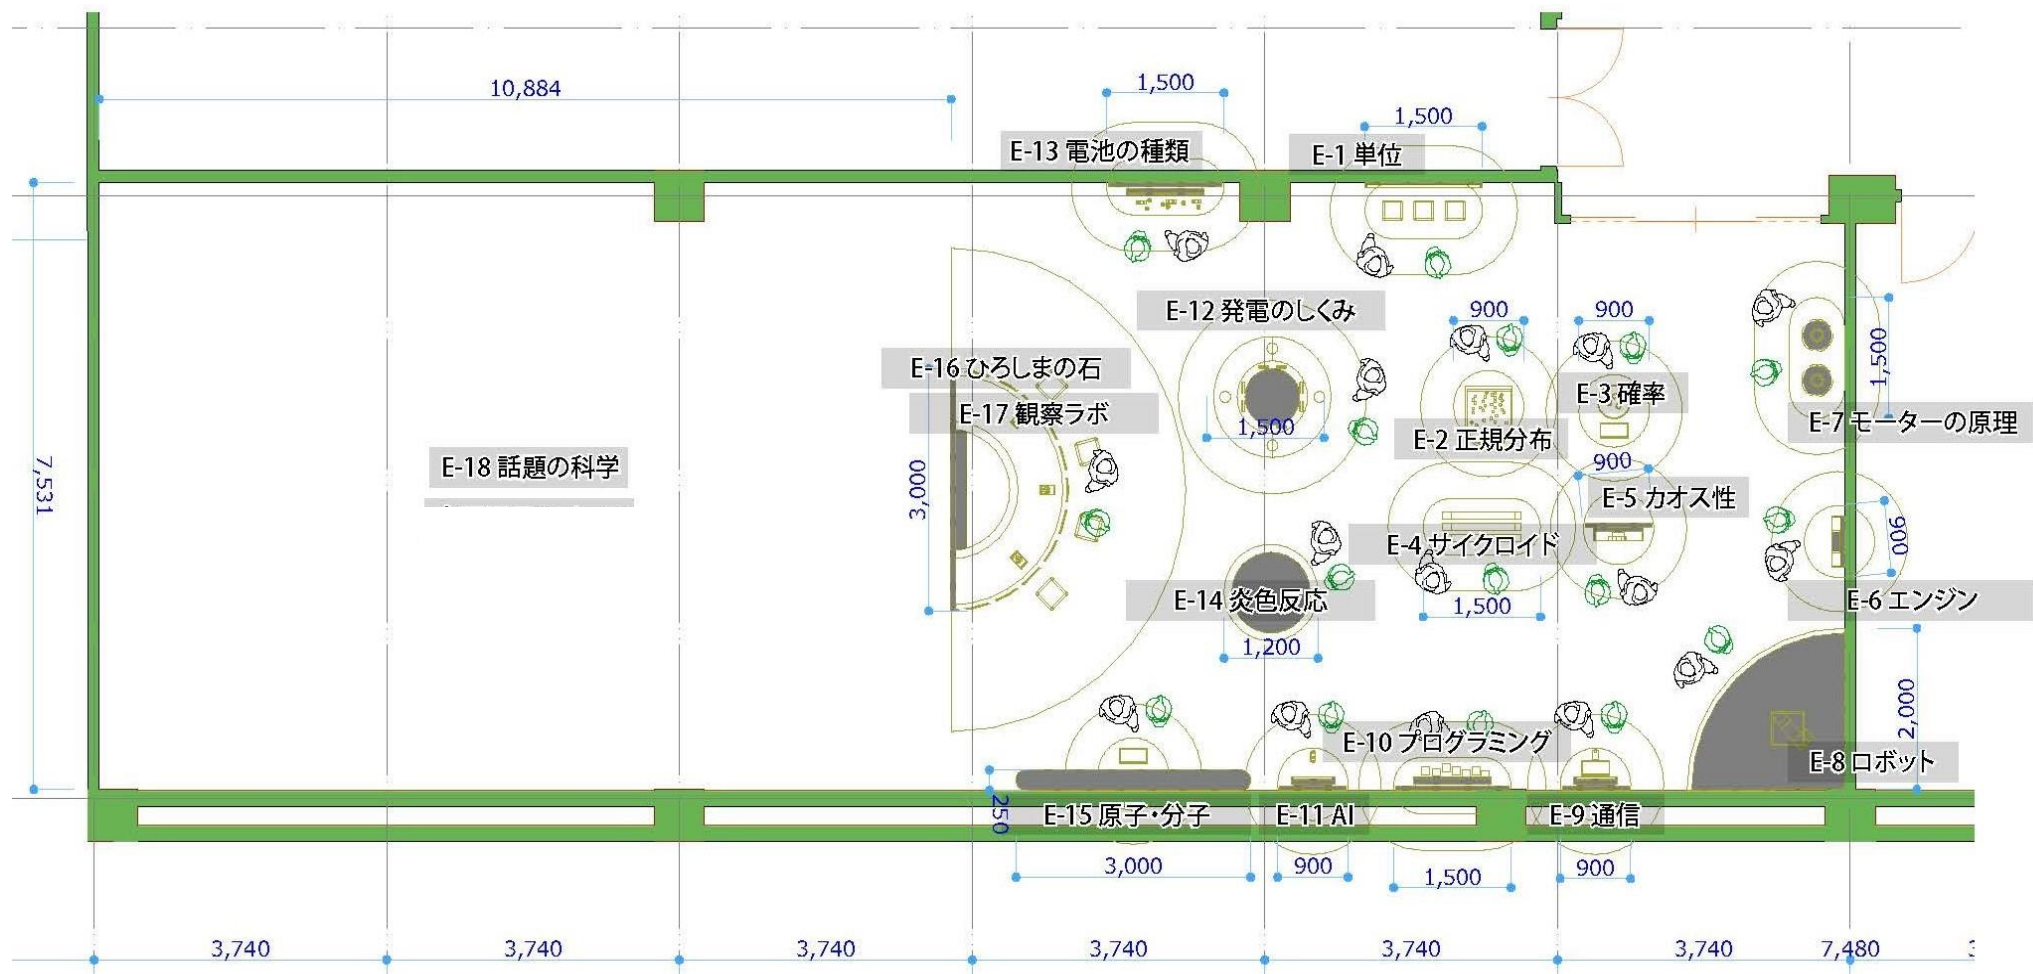 10,884
1,500
1,500
E-13 電池の種類
E-1 単位
E-12 発電のしくみ
900
900
1,500
E-16 ひろしまの石
E-3 確率
E-17 観察ラボ
E-7 モーターの原理
1,500
E-2 正規分布
E-18 話題の科学
900
7,531
3,000
E-5 カオス性
900
E-4 サイクロイド
E-14 炎色反応
1,500
E-6 エンジン
1,200
2,000
E-10 プログラミング
E-8 ロボット
250
E-15 原子・分子
E-11 AI
E-9 通信
3,000
900
1,500
900
3,740
3,740
3,740
3,740
3,740
3,740
7,480